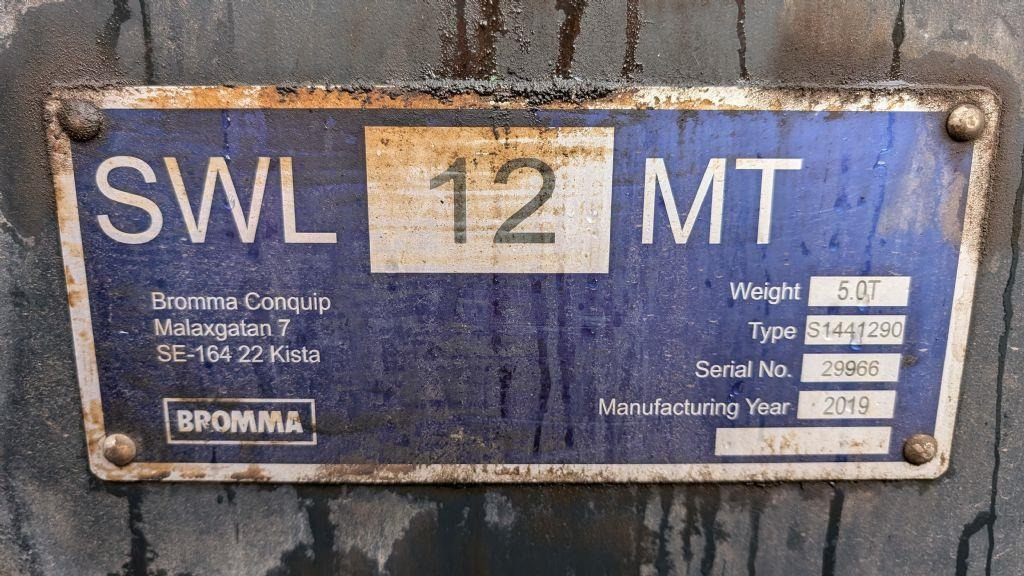 SWL 12 MT
Bromma Conquip
Malaxgatan 7
SE-164 22 Kista
BROMMA
Weight 5.0T
Type S1441290
Serial No. 29966
Manufacturing Year 2019